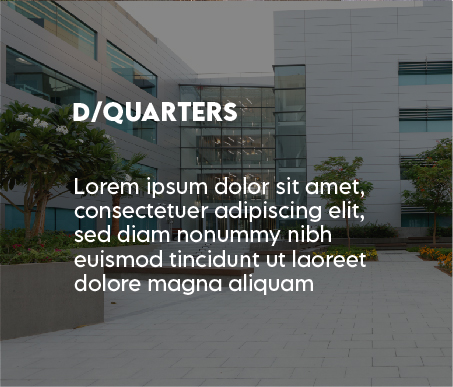 D/QUARTERS
Lorem ipsum dolor sit amet,
consectetuer adipiscing elit,
sed diam nonummy nibh
euismod tincidunt ut laoreet
dolore magna aliquam